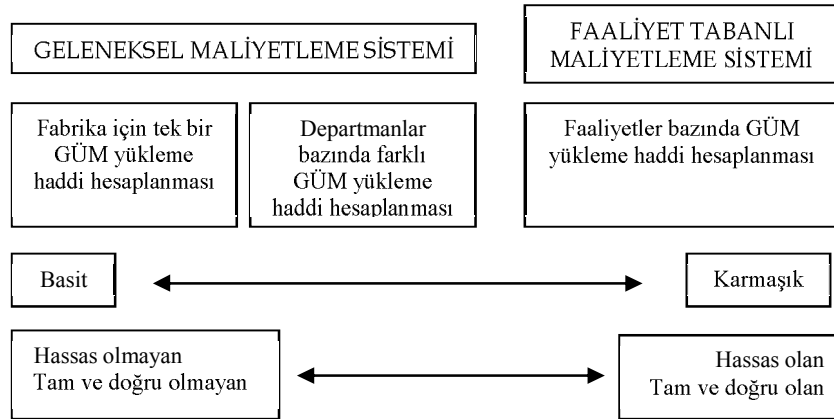 GELENEKSEL MALİYETLEME SİSTEMİ
FAALİYET TABANLI
MALİYETLEME SİSTEMİ
Fabrika için tek bir
GÜM yükleme
haddi hesaplanması
Departmanlar
bazında farklı
GÜM yükleme
haddi hesaplanması
Faaliyetler bazında GÜM
yükleme haddi hesaplanması
Basit
Karmaşık
Hassas olmayan
Tam ve doğru olmayan
Hassas olan
Tam ve doğru olan